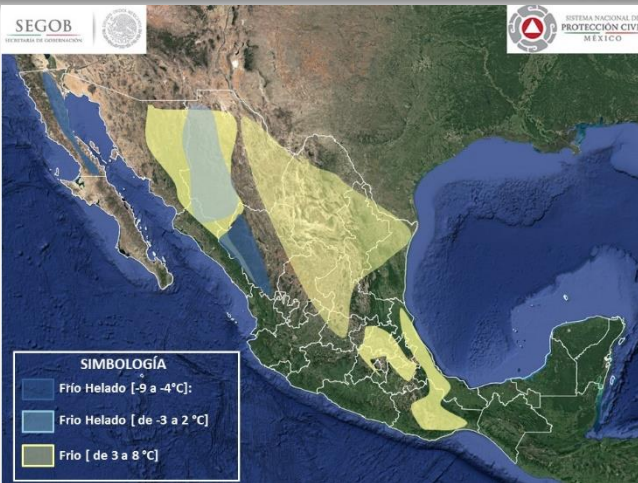 SEGOB
SECRETARÍA DE GOBERNACIÓN
SISTEMA NACIONAL DE
PROTECCIÓN CIVIL
MÉXICO
SIMBOLOGÍA
Frío Helado [-9 a -4°C]:
Frio Helado [ de -3 a 2 °C]
Frio [ de 3 a 8 °C]